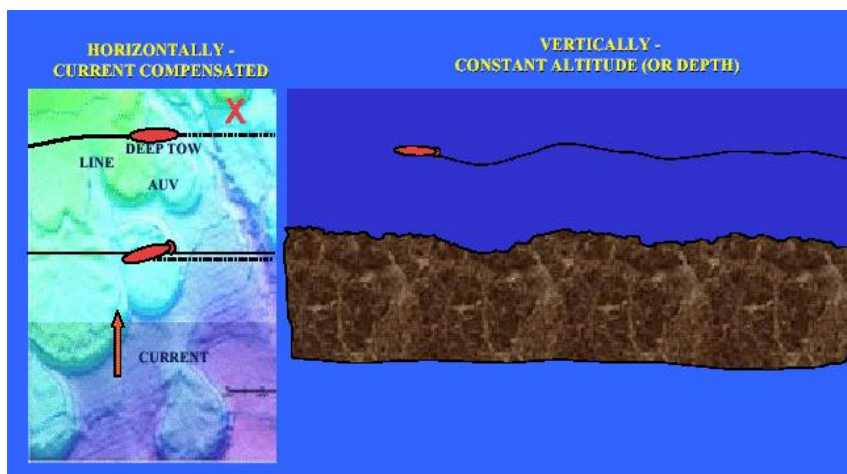 HORIZONTALLY -
CURRENT COMPENSATED
VERTICALLY -
CONSTANT ALTITUDE (OR DEPTH)
X
DEEP TOW
LINE
AUV
CURRENT